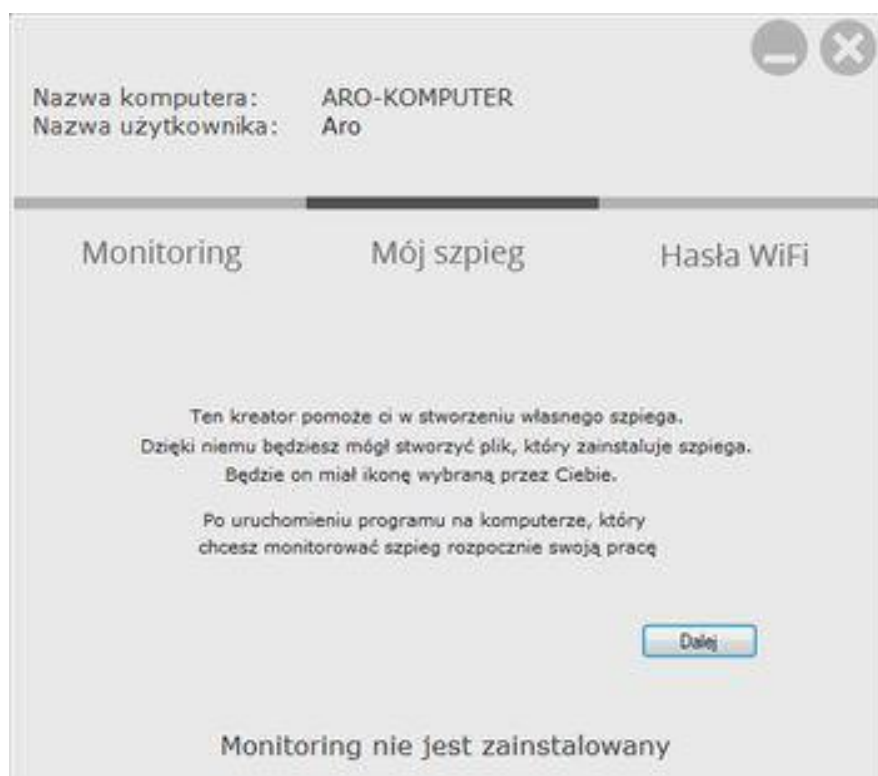 Nazwa komputera: ARO-KOMPUTER
Nazwa użytkownika: Aro
Monitoring Mój szpieg Hasła WiFi
Ten kreator pomoże ci w stworzeniu własnego szpiega.
Dzięki niemu będziesz mógł stworzyć plik, który zainstaluje szpiega.
Będzie on miał ikonę wybraną przez Ciebie.
Po uruchomieniu programu na komputerze, który
chcesz monitorować szpieg rozpocznie swoją pracę
Dalej
Monitoring nie jest zainstalowany